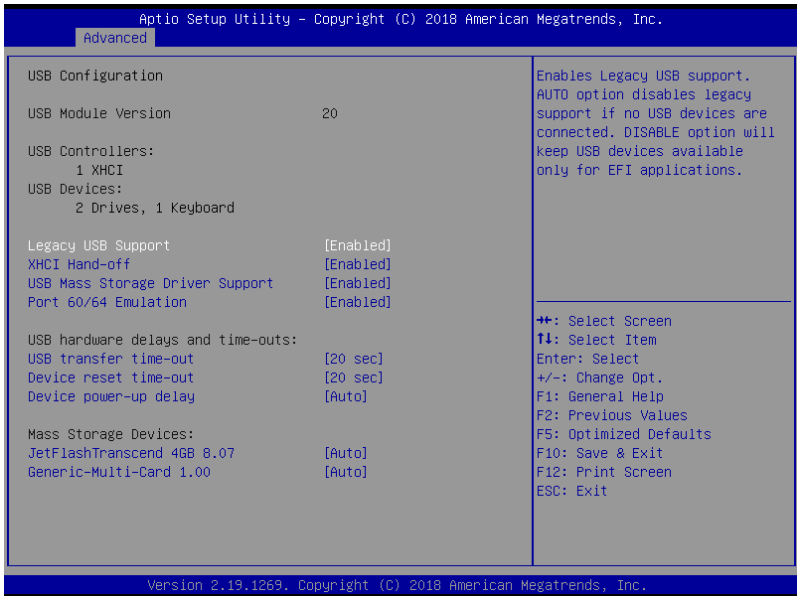 Aptio Setup Utility – Copyright (C) 2018 American Megatrends, Inc.
Advanced
USB Configuration
USB Module Version 20
USB Controllers:
1 XHCI
USB Devices:
2 Drives, 1 Keyboard
Legacy USB Support [Enabled]
XHCI Hand-off [Enabled]
USB Mass Storage Driver Support [Enabled]
Port 60/64 Emulation [Enabled]
USB hardware delays and time-outs:
USB transfer time-out [20 sec]
Device reset time-out [20 sec]
Device power-up delay [Auto]
Mass Storage Devices:
JetFlashTranscend 4GB 8.07 [Auto]
Generic-Multi-Card 1.00 [Auto]
Enables Legacy USB support.
AUTO option disables legacy
support if no USB devices are
connected. DISABLE option will
keep USB devices available
only for EFI applications.
→←: Select Screen
↑↓: Select Item
Enter: Select
+/-: Change Opt.
F1: General Help
F2: Previous Values
F5: Optimized Defaults
F10: Save & Exit
F12: Print Screen
ESC: Exit
Version 2.19.1269. Copyright (C) 2018 American Megatrends, Inc.